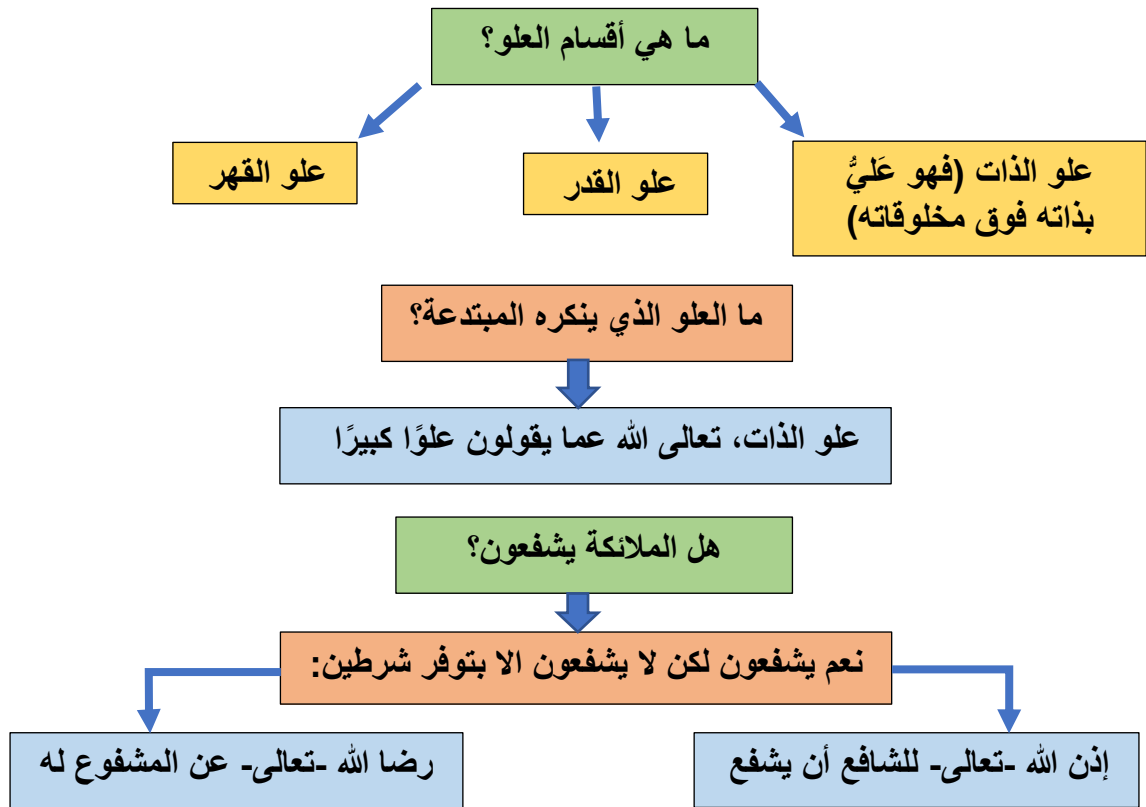 ما هي أقسام العلو؟
علو الذات (فهو عَليُّ
بذاته فوق مخلوقاته)
علو القدر
علو القهر
ما العلو الذي ينكره المبتدعة؟
علو الذات، تعالى الله عما يقولون علوًا كبيرًا
هل الملائكة يشفعون؟
نعم يشفعون لكن لا يشفعون الا بتوفر شرطين:
إذن الله -تعالى- للشافع أن يشفع
رضا الله -تعالى- عن المشفوع له